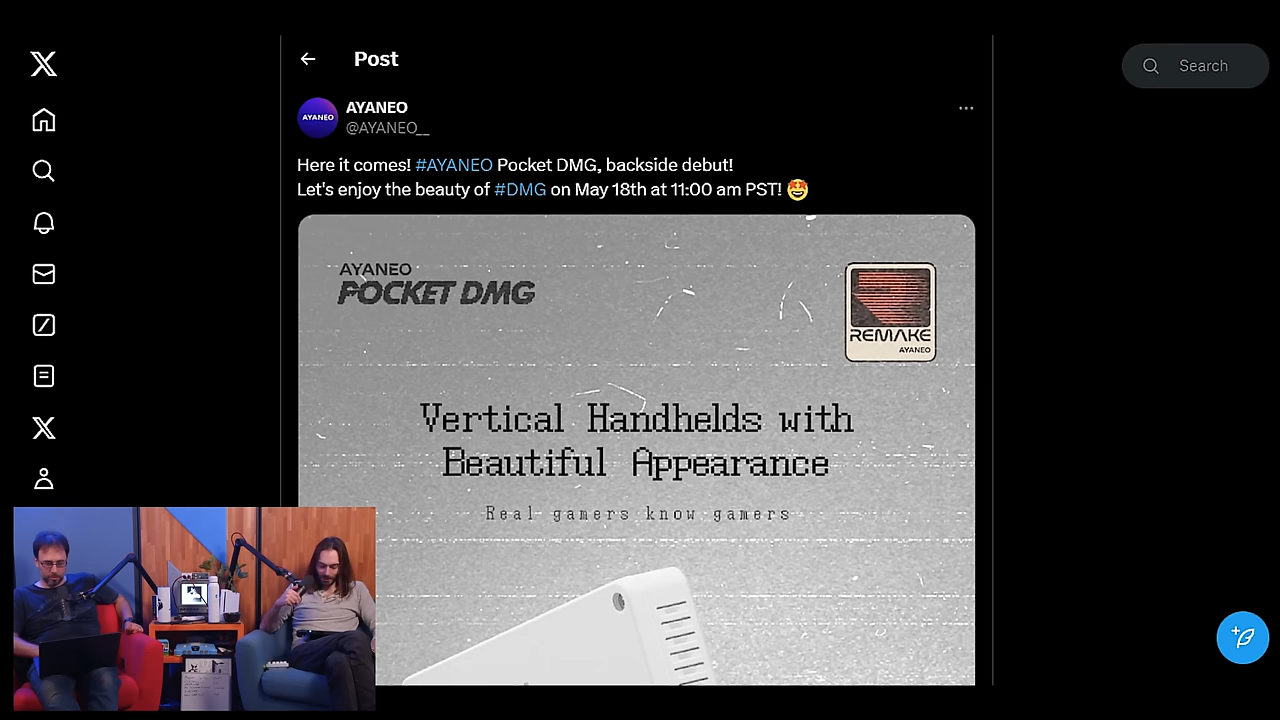 Post
Search
AYANEO
AYANEO
@AYANEO__
Here it comes! #AYANEO Pocket DMG, backside debut!
Let's enjoy the beauty of #DMG on May 18th at 11:00 am PST! 🤩
AYANEO
POCKET DMG
REMAKE
AYANEO
Vertical Handhelds with
Beautiful Appearance
Real gamers know gamers